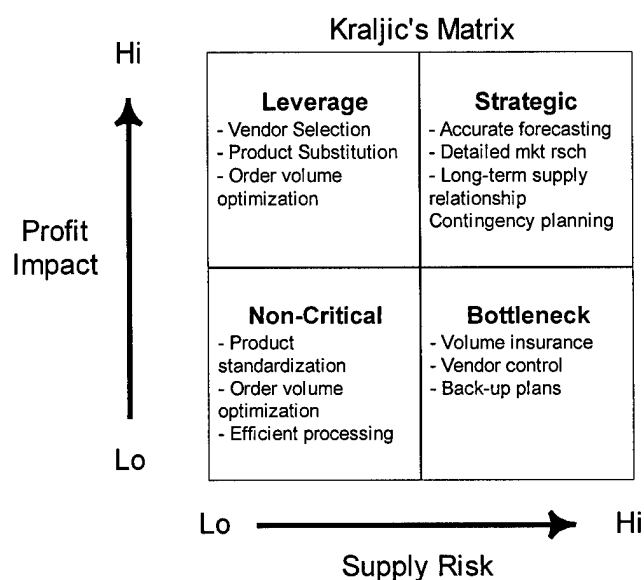 Kraljic's Matrix
Hi
Leverage
- Vendor Selection
- Product Substitution
- Order volume
optimization
Strategic
- Accurate forecasting
- Detailed mkt rsch
- Long-term supply
relationship
Contingency planning
Profit
Impact
Non-Critical
- Product
standardization
- Order volume
optimization
- Efficient processing
Bottleneck
- Volume insurance
- Vendor control
- Back-up plans
Lo
Lo
Hi
Supply Risk